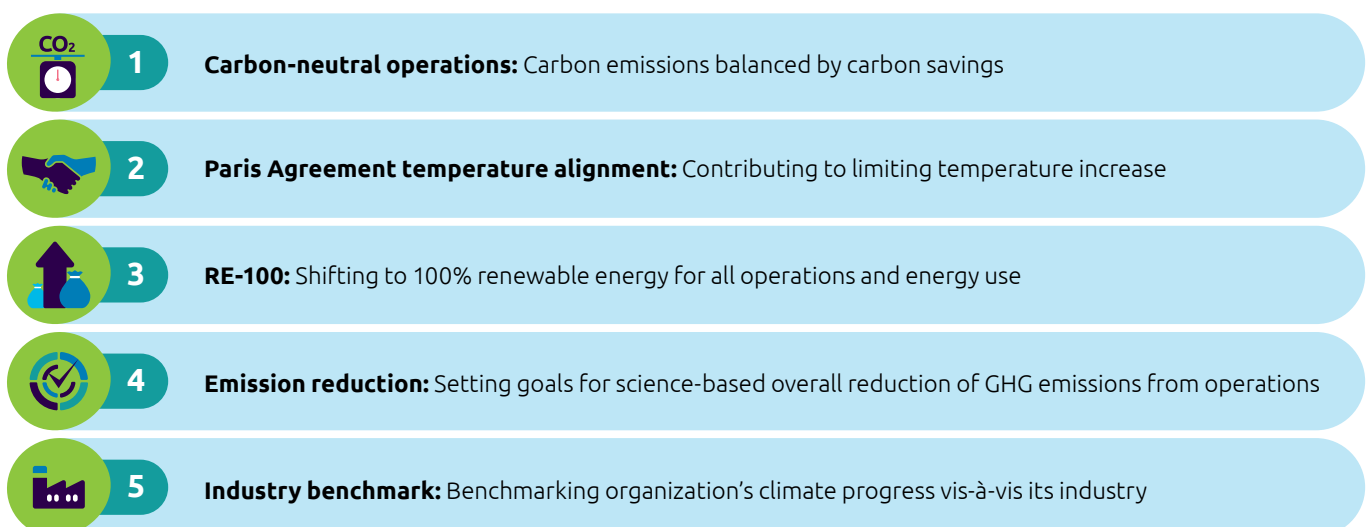 CO₂
1
Carbon-neutral operations: Carbon emissions balanced by carbon savings
2
Paris Agreement temperature alignment: Contributing to limiting temperature increase
3
RE-100: Shifting to 100% renewable energy for all operations and energy use
4
Emission reduction: Setting goals for science-based overall reduction of GHG emissions from operations
5
Industry benchmark: Benchmarking organization’s climate progress vis-à-vis its industry